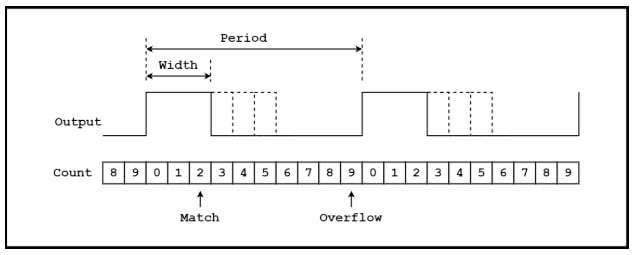 Period
Width
Output
Count 8 9 0 1 2 3 4 5 6 7 8 9 0 1 2 3 4 5 6 7 8 9
Match Overflow